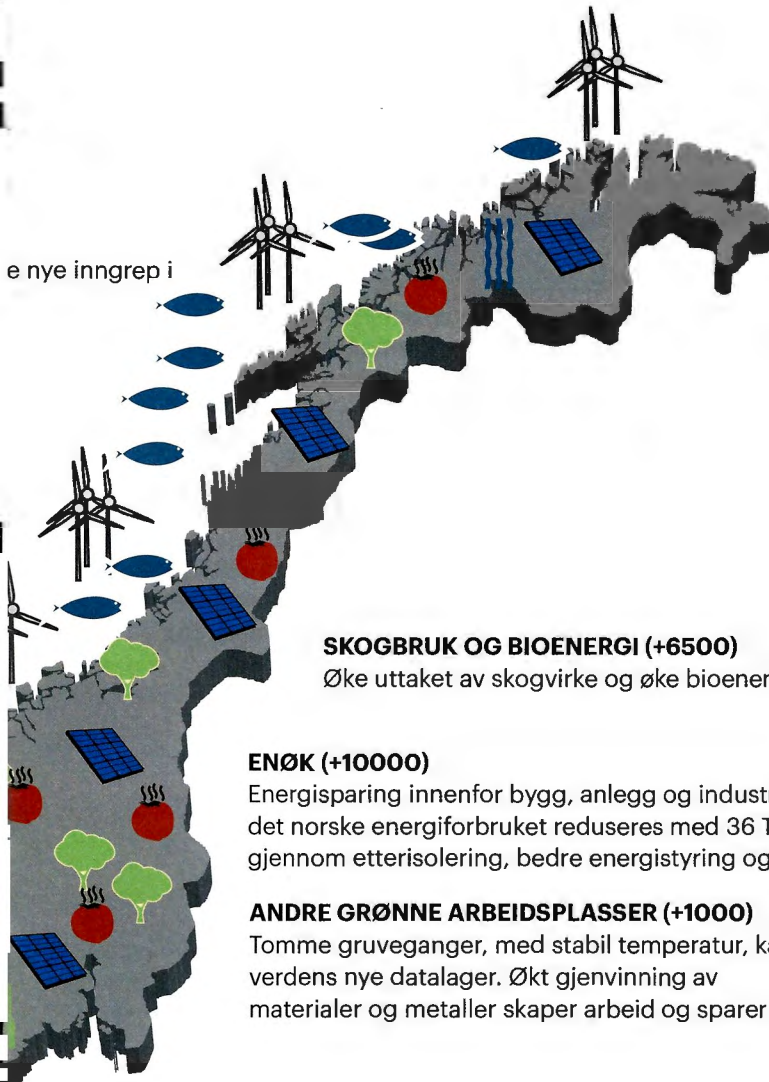 e nye inngrep i
SKOGBRUK OG BIOENERGI (+6500)
Øke uttaket av skogvirke og øke bioener
ENØK (+10000)
Energisparing innenfor bygg, anlegg og industr
det norske energiforbruket reduseres med 36 T
gjennom etterisolering, bedre energistyring og
ANDRE GRØNNE ARBEIDSPLASSER (+1000)
Tomme gruveganger, med stabil temperatur, ka
verdens nye datalager. Økt gjenvinning av
materialer og metaller skaper arbeid og sparer